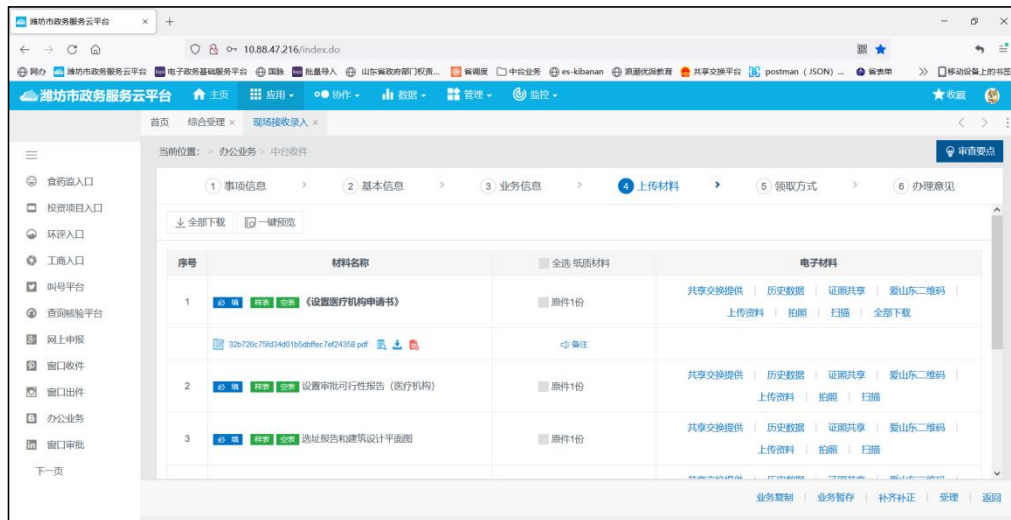 潍坊市政务服务云平台
10.88.47.216/index.do
网办 潍坊市政务服务云平台 电子政务基础服务平台 国脉 批量导入 山东省政府部门权责... 省调度 中台业务 es-kibanan 浪潮优派教育 共享交换平台 postman（JSON）... 省表单 移动设备上的书签
潍坊市政务服务云平台 主页 应用 协作 数据 管理 监控 收藏
首页 综合受理 × 现场接收录入 ×
当前位置： > 办公业务 > 中台收件 审查要点
食药监入口
投资项目入口
环评入口
工商入口
叫号平台
查询核验平台
网上申报
窗口收件
窗口出件
办公业务
窗口审批
下一页
1 事项信息 > 2 基本信息 > 3 业务信息 > 4 上传材料 > 5 领取方式 > 6 办理意见
全部下载 一键预览
序号 材料名称 全选 纸质材料 电子材料
1 必 填 样表 空表 《设置医疗机构申请书》 原件1份
共享交换提供 | 历史数据 | 证照共享 | 爱山东二维码 |
上传资料 | 拍照 | 扫描 | 全部下载
32b726c75fd34d01b5dbffec7ef24358.pdf 备注
2 必 填 样表 空表 设置审批可行性报告（医疗机构） 原件1份
共享交换提供 | 历史数据 | 证照共享 | 爱山东二维码 |
上传资料 | 拍照 | 扫描
3 必 填 样表 空表 选址报告和建筑设计平面图 原件1份
共享交换提供 | 历史数据 | 证照共享 | 爱山东二维码 |
上传资料 | 拍照 | 扫描
共享交换提供 | 历史数据 | 证照共享 | 爱山东二维码 |
业务复制 | 业务暂存 | 补齐补正 | 受理 | 返回